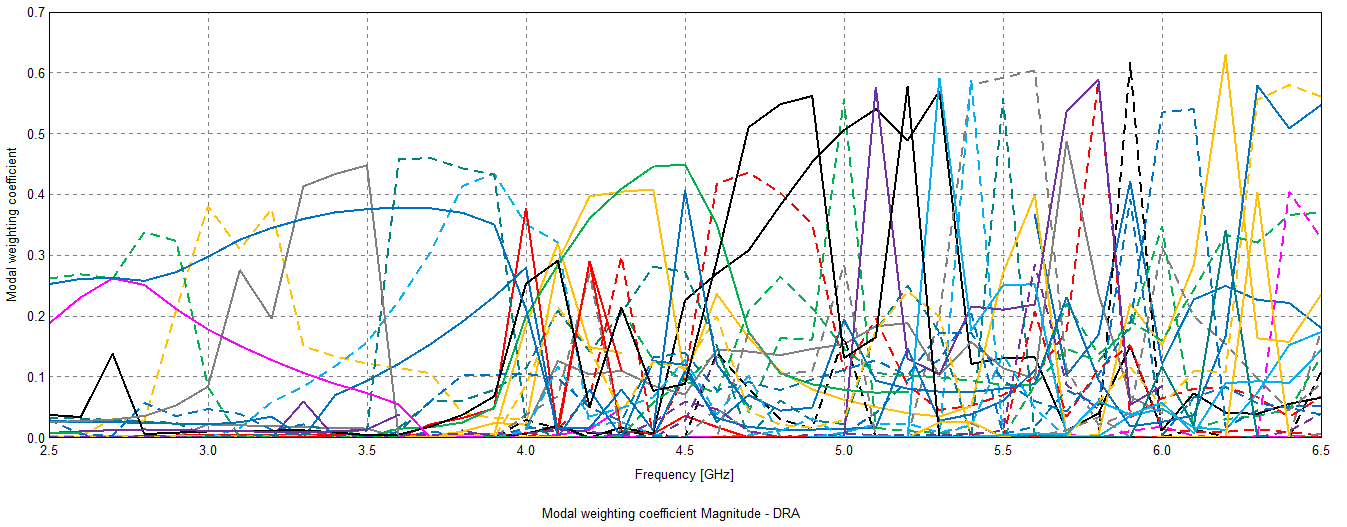 0.7
0.6
0.5
0.4
0.3
0.2
0.1
0.0
Modal weighting coefficient
2.5 3.0 3.5 4.0 4.5 5.0 5.5 6.0 6.5
Frequency [GHz]
Modal weighting coefficient Magnitude - DRA